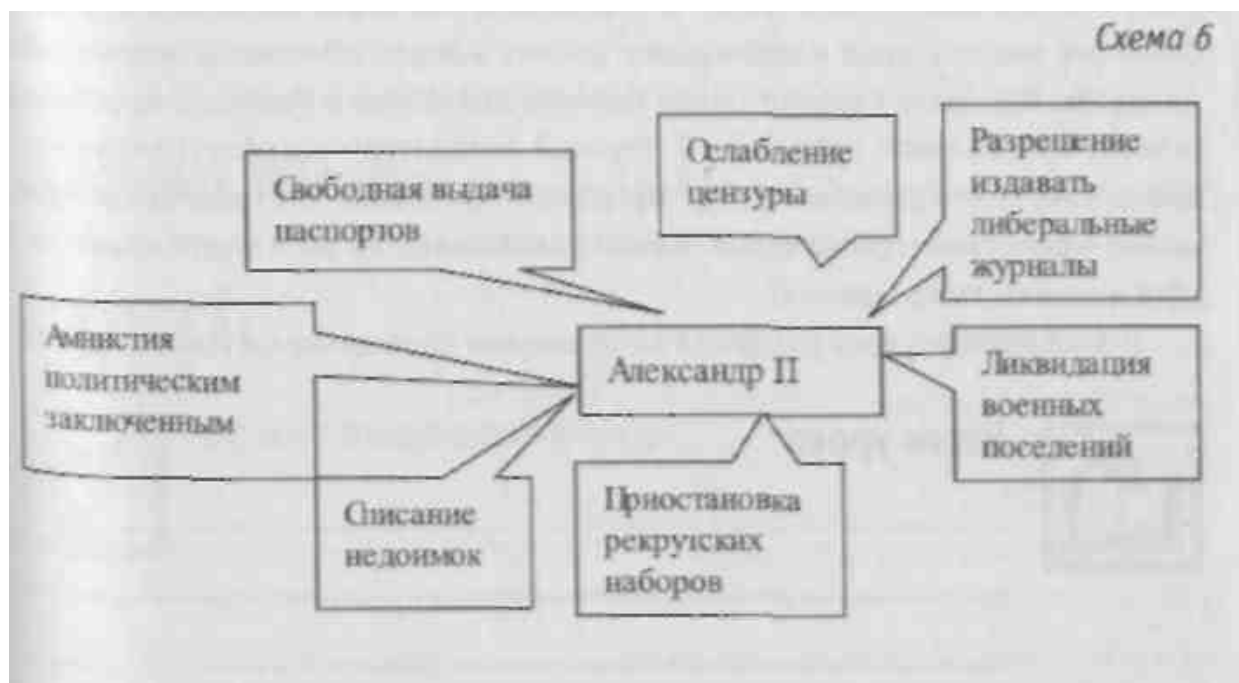 Схема 6
Свободная выдача
паспортов
Ослабление
цензуры
Разрешение
издавать
либеральные
журналы
Амнистия
политическим
заключенным
Александр II
Ликвидация
военных
поселений
Списание
недоимок
Приостановка
рекрутских
наборов